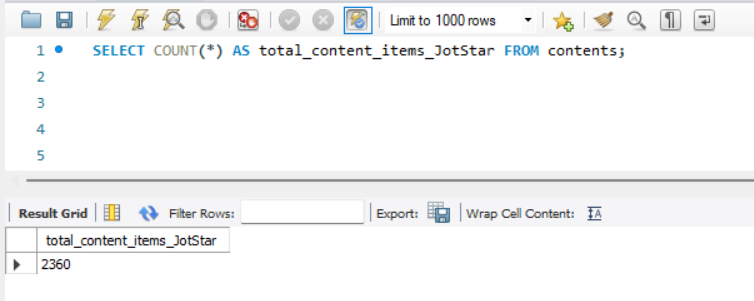 Limit to 1000 rows
1 SELECT COUNT(*) AS total_content_items_JotStar FROM contents;
2
3
4
5
Result Grid Filter Rows: Export: Wrap Cell Content: IA
total_content_items_JotStar
2360